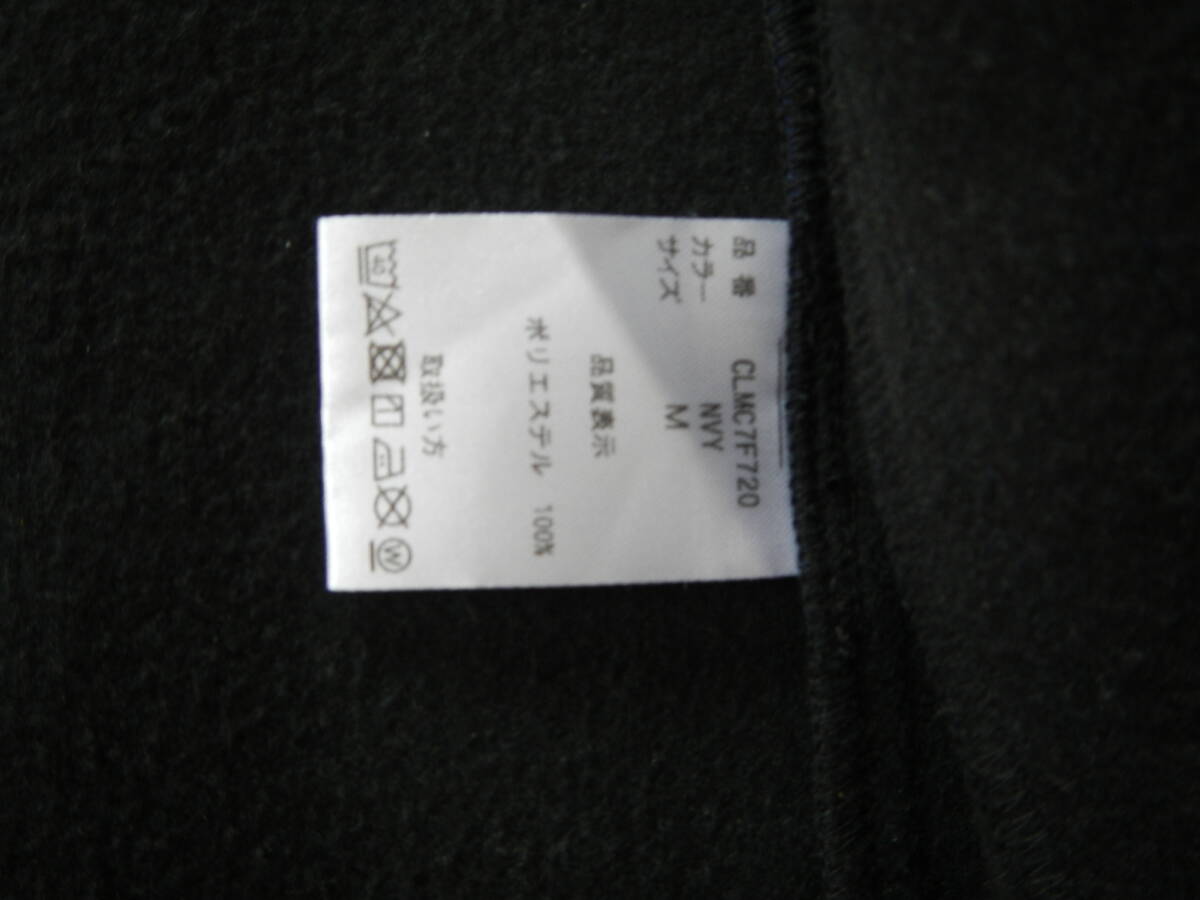 品番 CLMC7F720
カラー NVY
サイズ M
品質表示
ポリエステル 100%
取扱い方
40
W